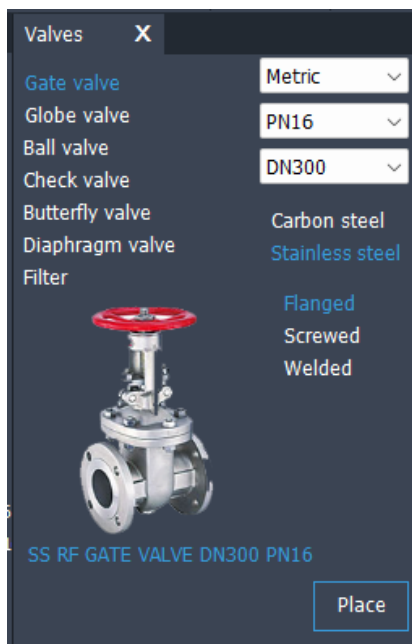 Valves X
Gate valve
Globe valve
Ball valve
Check valve
Butterfly valve
Diaphragm valve
Filter
Metric
PN16
DN300
Carbon steel
Stainless steel
Flanged
Screwed
Welded
SS RF GATE VALVE DN300 PN16
Place